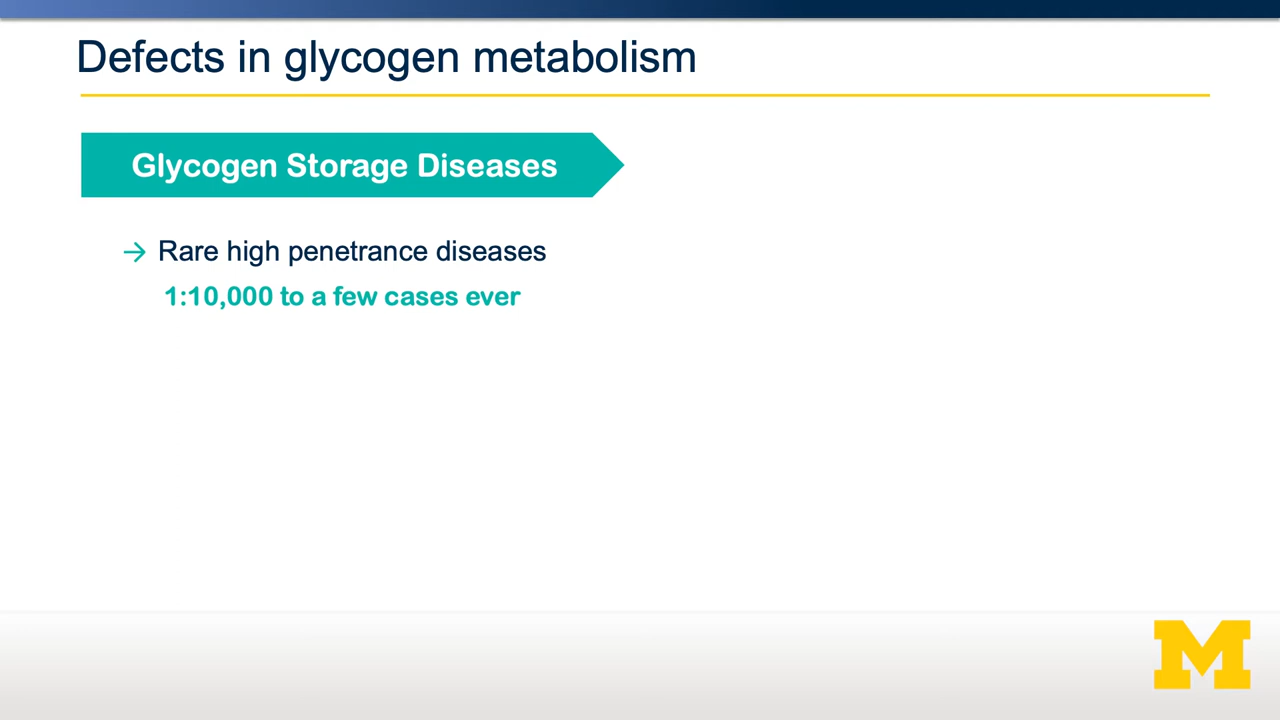 Defects in glycogen metabolism
Glycogen Storage Diseases
→ Rare high penetrance diseases
1:10,000 to a few cases ever
M